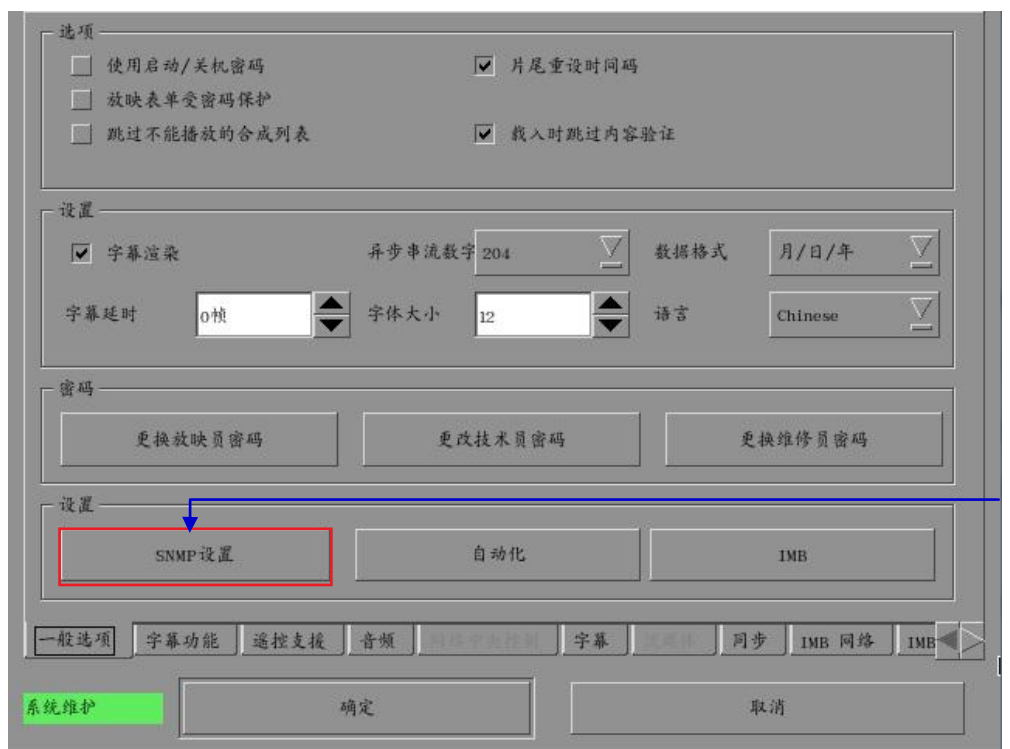 选项
使用启动/关机密码 片尾重设时间码
放映表单受密码保护
跳过不能播放的合成列表 载入时跳过内容验证
设置
字幕渲染 异步串流数字 204 数据格式 月/日/年
字幕延时 0帧 字体大小 12 语言 Chinese
密码
更换放映员密码 更改技术员密码 更换维修员密码
设置
SNMP设置 自动化 IMB
一般选项 字幕功能 遥控支援 音频 字幕 同步 IMB 网络 IMB
系统维护 确定 取消